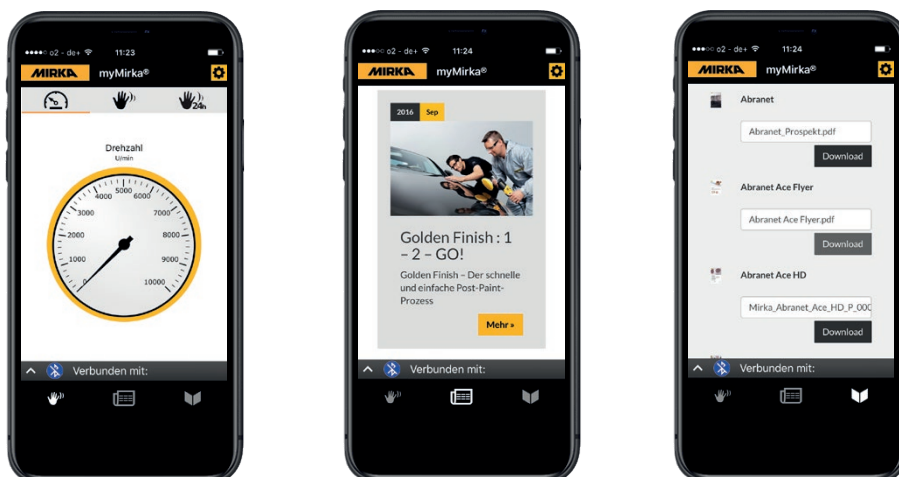 o2 - de+ 11:23
MIRKA myMirka®
24h
Drehzahl
U/min
0
1000
2000
3000
4000
5000
6000
7000
8000
9000
10000
Verbunden mit:
o2 - de+ 11:24
MIRKA myMirka®
2016 Sep
Golden Finish : 1
– 2 – GO!
Golden Finish – Der schnelle
und einfache Post-Paint-
Prozess
Mehr »
Verbunden mit:
o2 - de+ 11:24
MIRKA myMirka®
Abranet
Abranet_Prospekt.pdf
Download
Abranet Ace Flyer
Abranet Ace Flyer.pdf
Download
Abranet Ace HD
Mirka_Abranet_Ace_HD_P_000
Download
Verbunden mit: